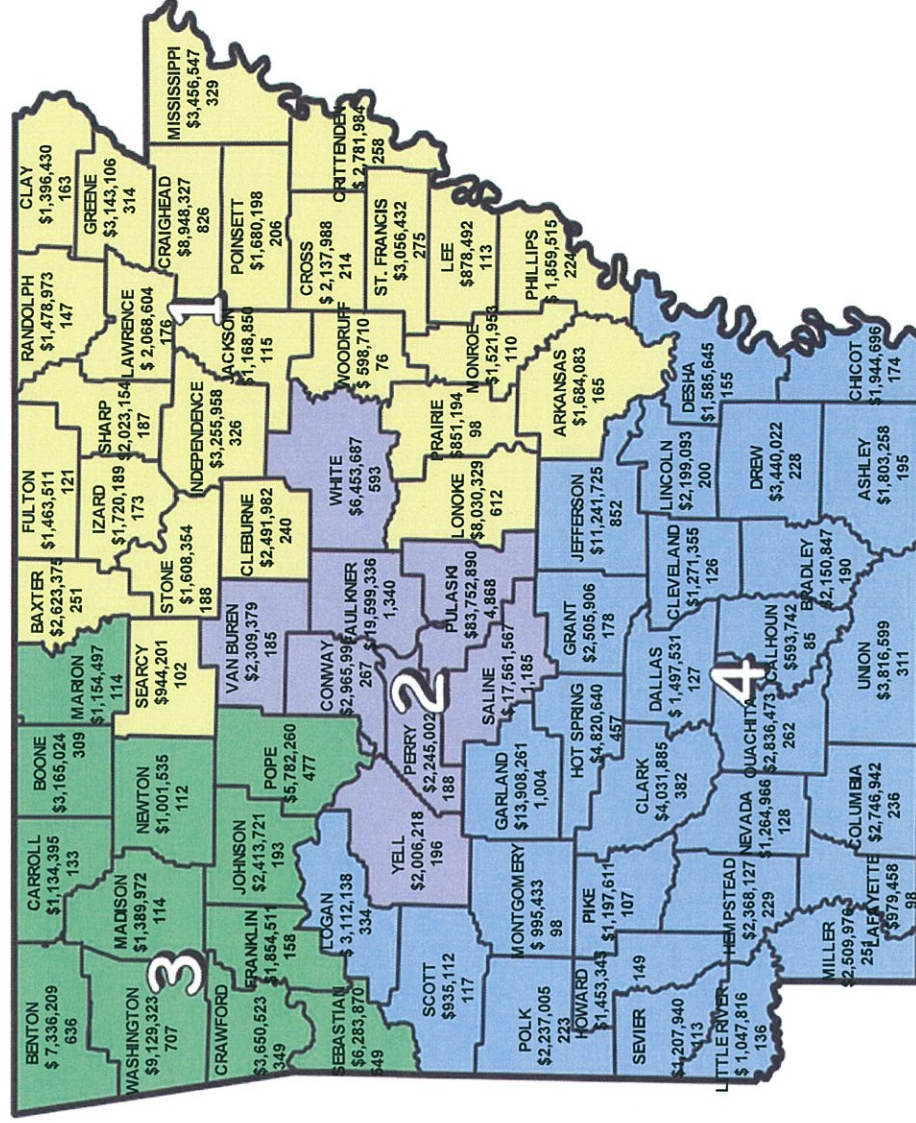 BENTON
$ 7,336,209
636
CARROLL
$1,134,395
133
BOONE
$3,165,024
309
MARION
$1,154,497
114
BAXTER
$2,623,375
251
FULTON
$1,463,511
121
RANDOLPH
$1,478,973
147
CLAY
$1,396,430
163
WASHINGTON
$9,129,323
707
MADISON
$1,389,972
114
NEWTON
$1,001,535
112
SEARCY
$944,201
102
STONE
$1,608,354
188
IZARD
$1,720,189
173
SHARP
$2,023,154
187
LAWRENCE
$ 2,068,604
176
GREENE
$3,143,106
314
3
1
CRAWFORD
$3,650,523
349
FRANKLIN
$1,854,511
158
JOHNSON
$2,413,721
193
POPE
$5,782,260
477
VAN BUREN
$2,309,379
185
CLEBURNE
$2,491,982
240
INDEPENDENCE
$3,255,958
326
JACKSON
$1,168,850
115
CRAIGHEAD
$8,948,327
826
MISSISSIPPI
$3,456,547
329
POINSETT
$1,680,198
206
SEBASTIAN
$6,283,870
549
LOGAN
$ 3,112,138
334
CONWAY
$2,965,99
267
FAULKNER
$19,599,336
1,340
WHITE
$6,453,687
593
WOODRUFF
$ 598,710
76
CROSS
$ 2,137,988
214
CRITTENDEN
$ 2,781,984
258
ST. FRANCIS
$3,056,432
275
SCOTT
$935,112
117
YELL
$2,006,218
196
PERRY
$2,245,002
188
2
PULASKI
$83,752,890
4,868
LONOKE
$8,030,329
612
PRAIRIE
$851,194
98
MONROE
$1,521,953
110
LEE
$878,492
113
PHILLIPS
$ 1,859,515
224
POLK
$2,237,005
223
MONTGOMERY
$ 995,433
98
GARLAND
$13,908,261
1,004
SALINE
$ 17,561,567
1,185
HOT SPRING
$4,820,640
457
GRANT
$2,505,906
178
JEFFERSON
$11,241,725
852
ARKANSAS
$1,684,083
165
HOWARD
$1,453,343
149
PIKE
$1,197,611
107
CLARK
$4,031,885
382
DALLAS
$1,497,531
127
CLEVELAND
$1,271,355
126
LINCOLN
$2,199,093
200
DESHA
$1,585,645
155
SEVIER
$1,207,940
113
4
LITTLE RIVER
$ 1,047,816
136
HEMPSTEAD
$2,368,127
229
NEVADA
$1,264,966
128
OUACHITA
$2,836,473
262
CALHOUN
$593,742
85
BRADLEY
$2,150,847
190
DREW
$3,440,022
228
MILLER
$2,509,976
251
LAFAYETTE
$979,458
98
COLUMBIA
$2,746,942
236
UNION
$3,816,599
311
ASHLEY
$1,803,258
195
CHICOT
$1,944,696
174